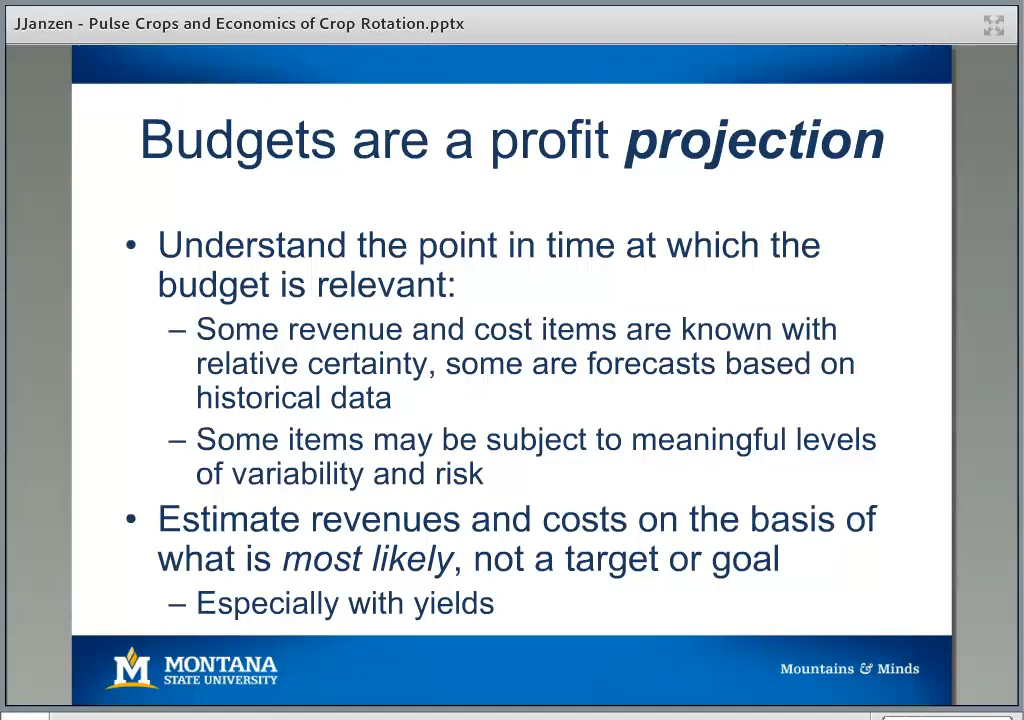 JJanzen - Pulse Crops and Economics of Crop Rotation.pptx
Budgets are a profit projection
• Understand the point in time at which the
budget is relevant:
– Some revenue and cost items are known with
relative certainty, some are forecasts based on
historical data
– Some items may be subject to meaningful levels
of variability and risk
• Estimate revenues and costs on the basis of
what is most likely, not a target or goal
– Especially with yields
M MONTANA
STATE UNIVERSITY
Mountains & Minds